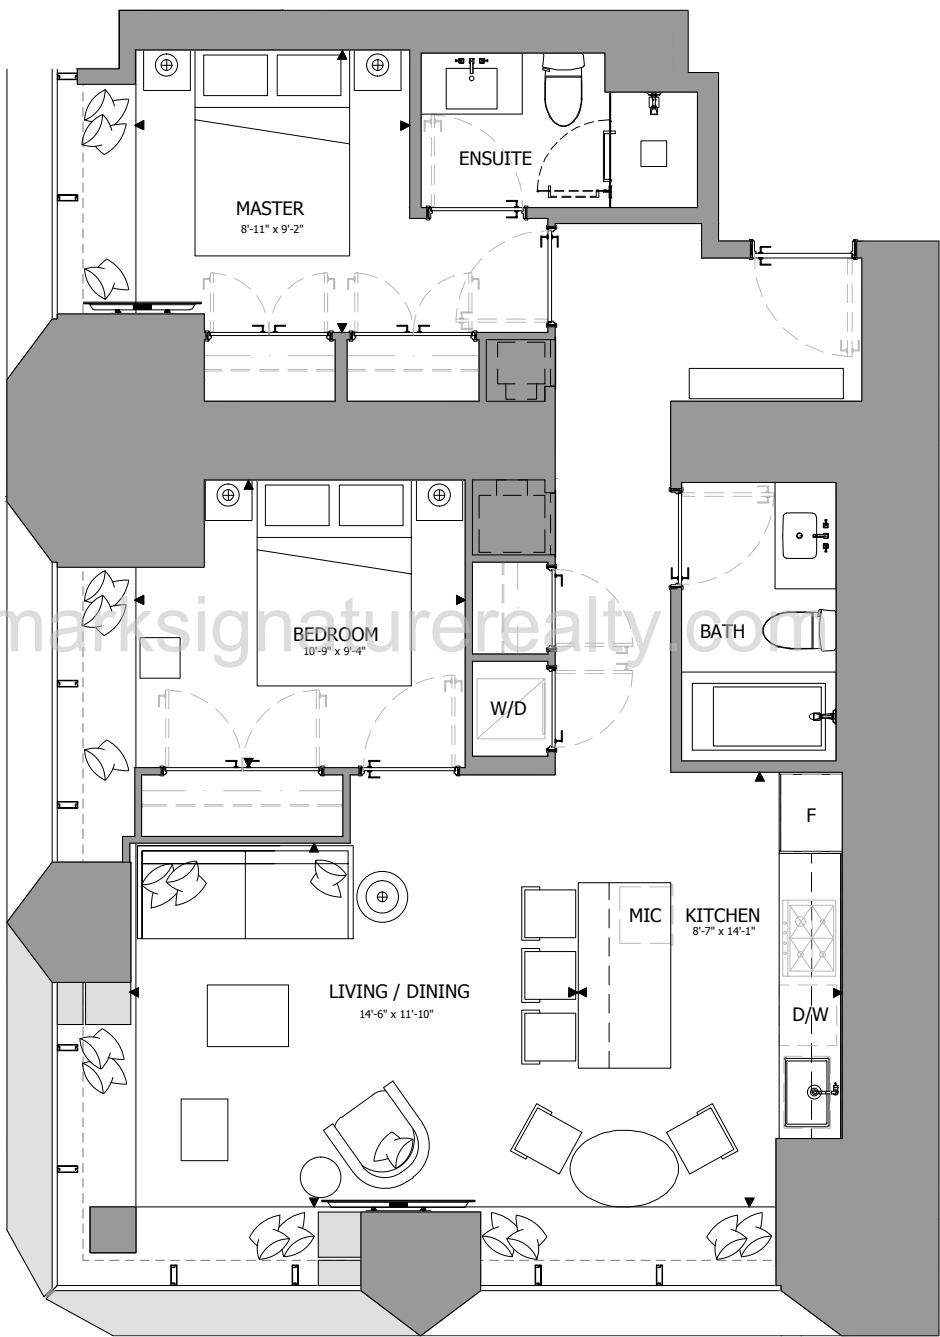 ENSUITE
MASTER
8'-11" x 9'-2"
marksignaturerealty.com
BEDROOM
10'-9" x 9'-4"
BATH
W/D
F
MIC
KITCHEN
8'-7" x 14'-1"
LIVING / DINING
14'-6" x 11'-10"
D/W